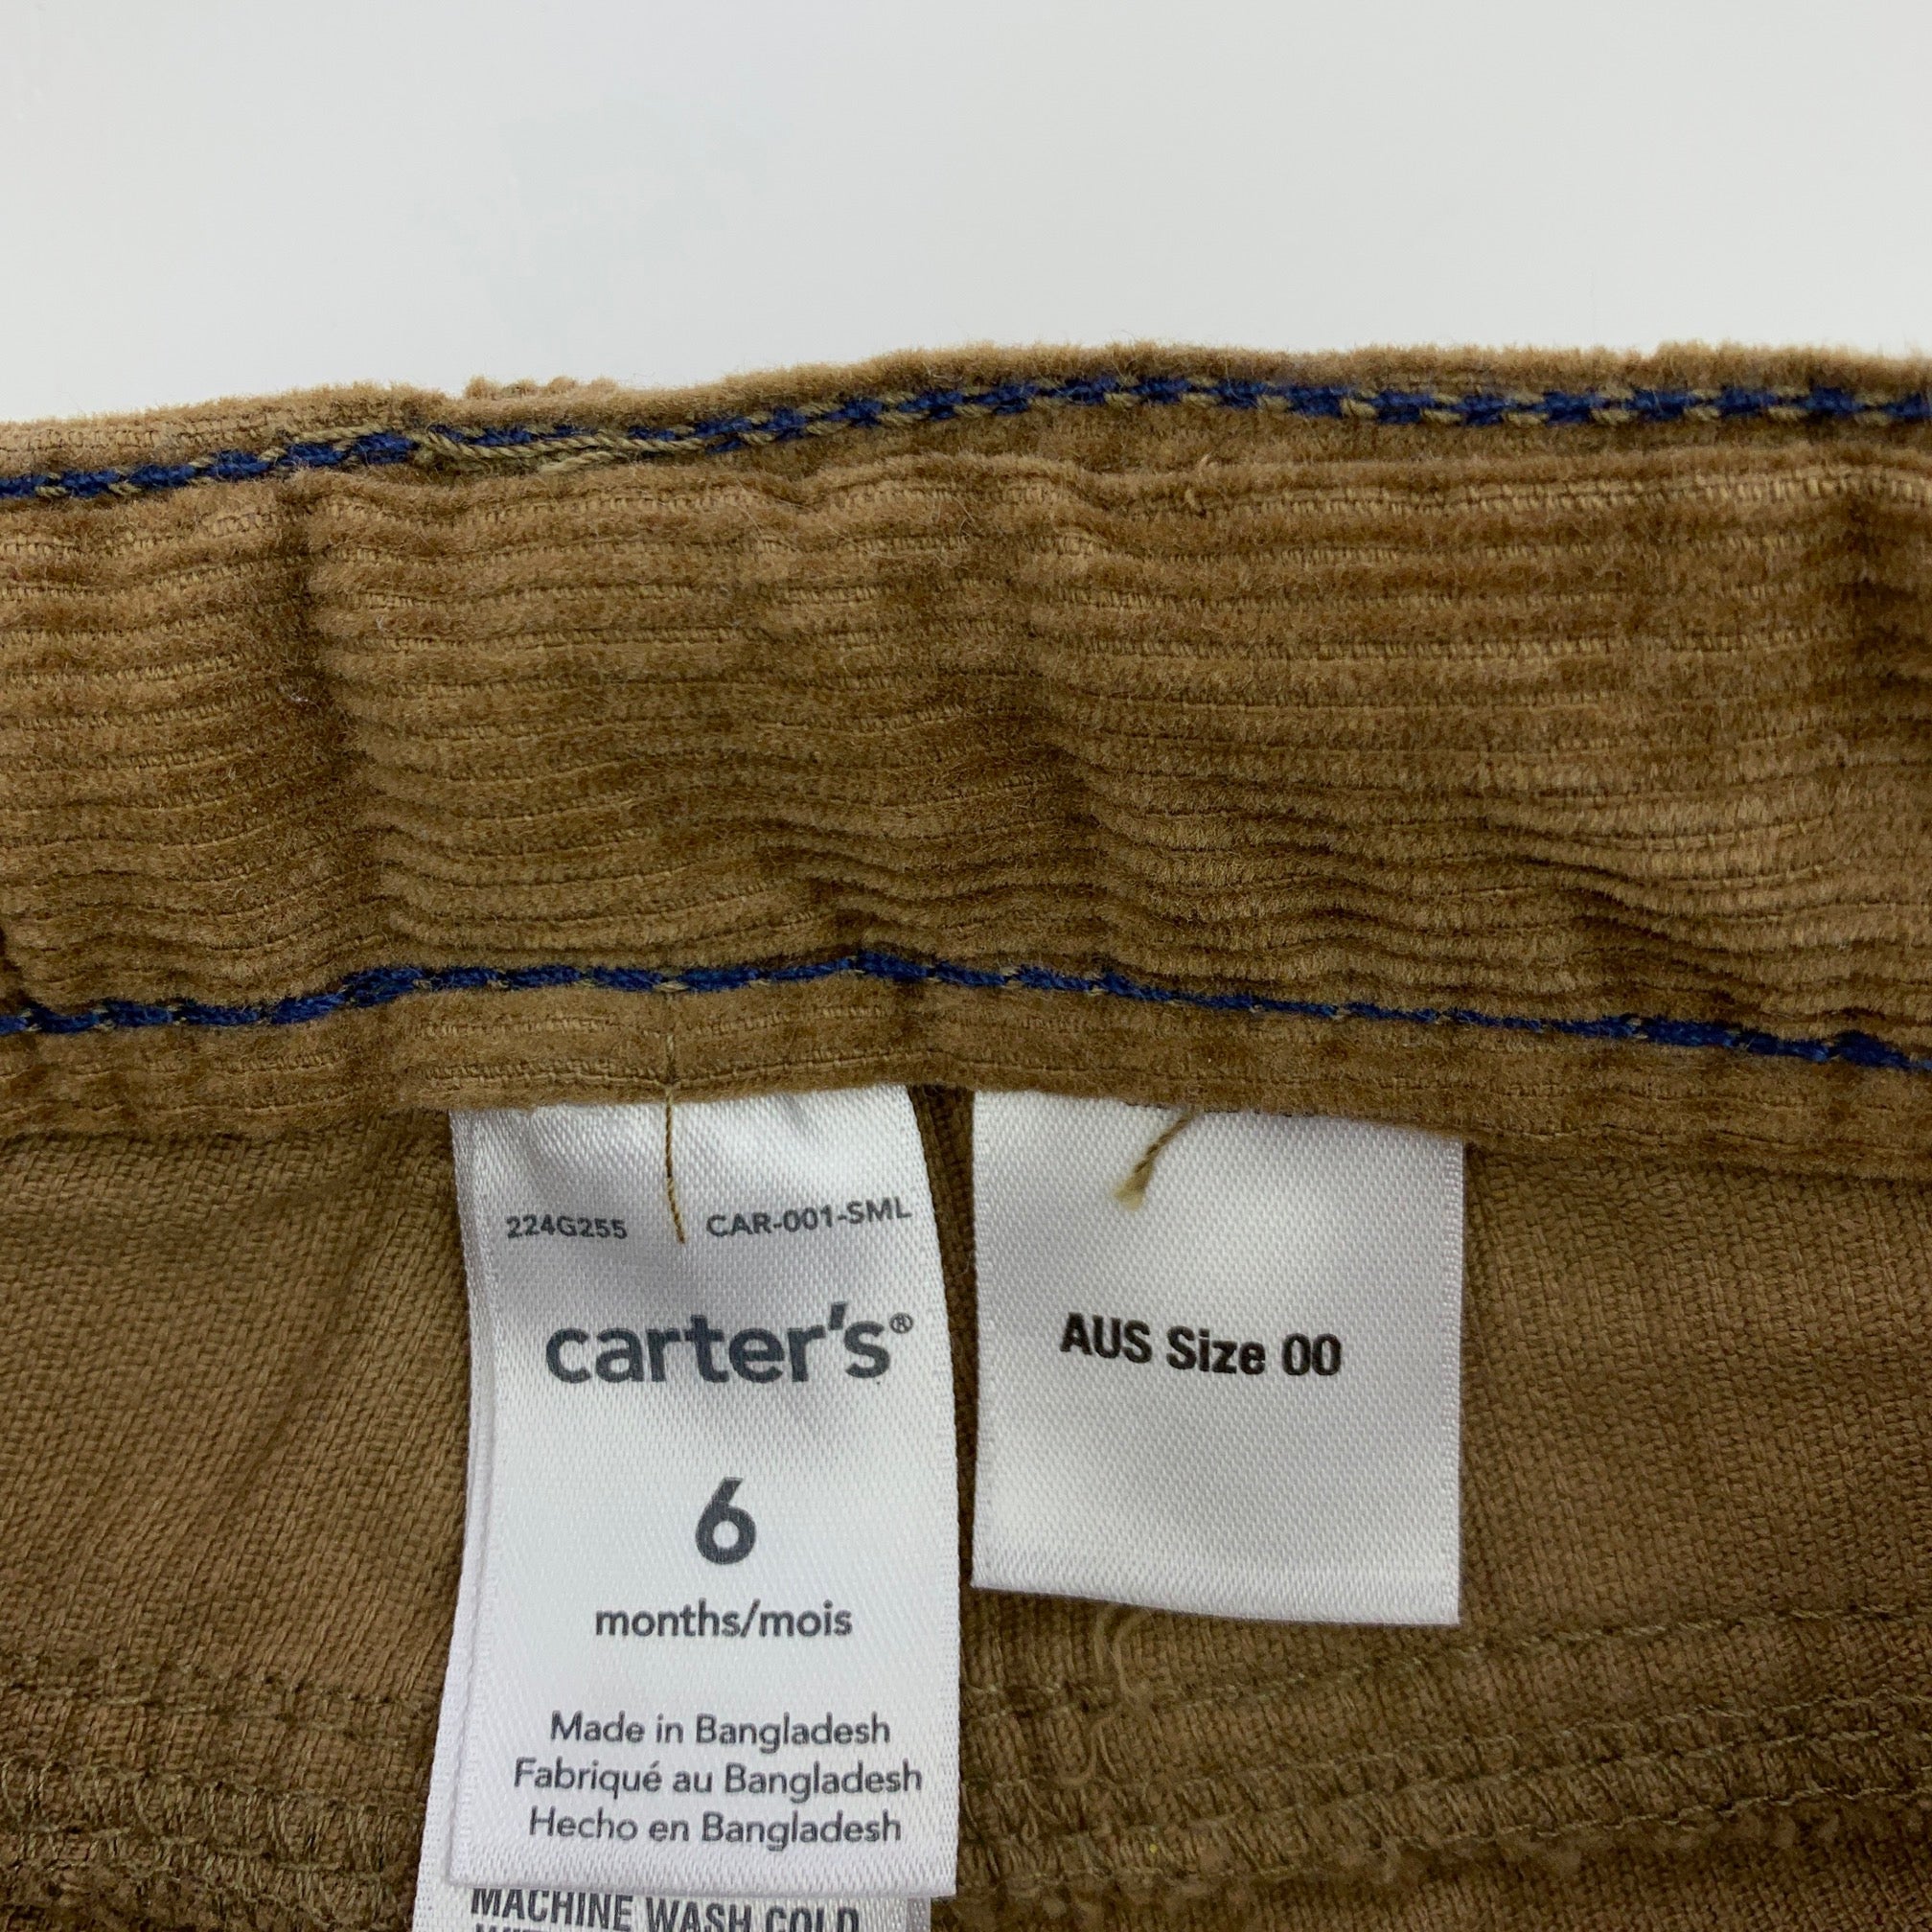 224G255 CAR-001-SML
carter's®
6
months/mois
Made in Bangladesh
Fabriqué au Bangladesh
Hecho en Bangladesh
MACHINE WASH COLD
AUS Size 00